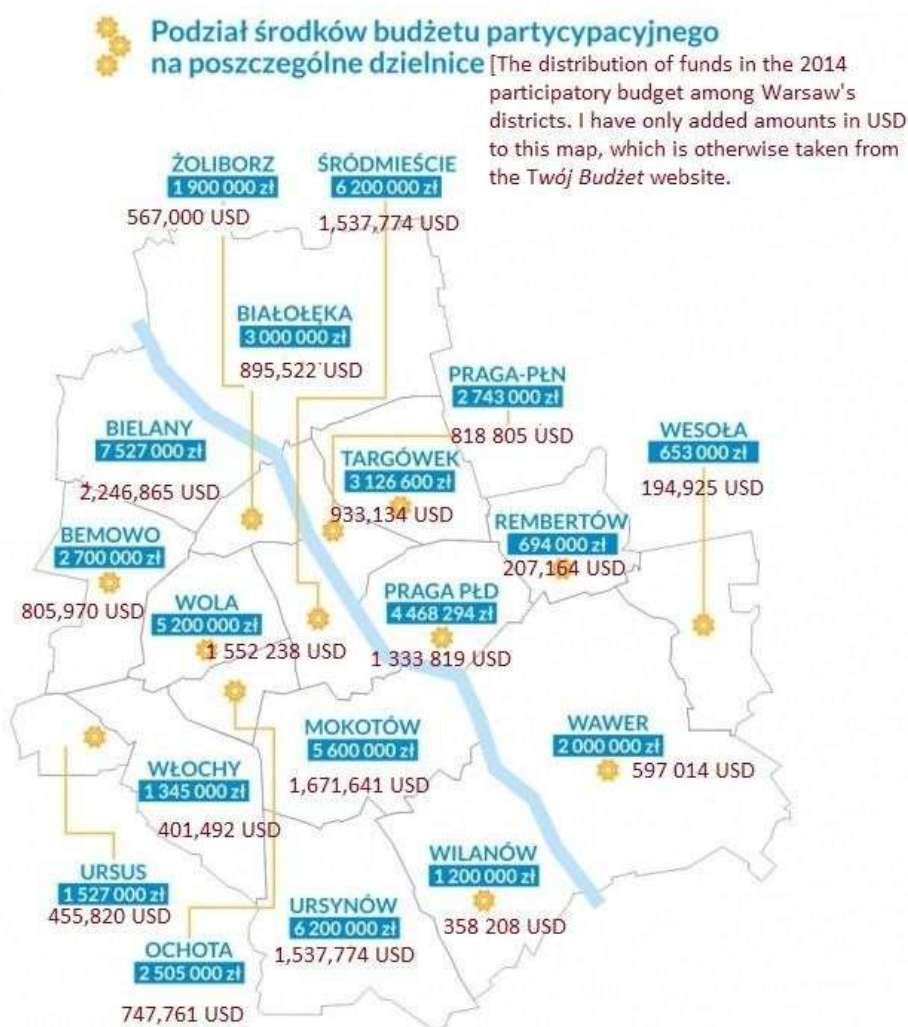 Podział środków budżetu partycypacyjnego
na poszczególne dzielnice [The distribution of funds in the 2014
participatory budget among Warsaw's
districts. I have only added amounts in USD
to this map, which is otherwise taken from
the Twój Budżet website.
ŻOLIBORZ
1 900 000 zł
567,000 USD
ŚRÓDMIEŚCIE
6 200 000 zł
1,537,774 USD
BIAŁOŁĘKA
3 000 000 zł
895,522 USD
PRAGA-PŁN
2 743 000 zł
818 805 USD
BIELANY
7 527 000 zł
2,246,865 USD
TARGÓWEK
3 126 600 zł
933,134 USD
WESOŁA
653 000 zł
194,925 USD
BEMOWO
2 700 000 zł
805,970 USD
REMBERTÓW
694 000 zł
207,164 USD
WOLA
5 200 000 zł
1 552 238 USD
PRAGA PŁD
4 468 294 zł
1 333 819 USD
MOKOTÓW
5 600 000 zł
1,671,641 USD
WAWER
2 000 000 zł
597 014 USD
WŁOCHY
1 345 000 zł
401,492 USD
URSUS
1 527 000 zł
455,820 USD
WILANÓW
1 200 000 zł
358 208 USD
URSYNÓW
6 200 000 zł
1,537,774 USD
OCHOTA
2 505 000 zł
747,761 USD